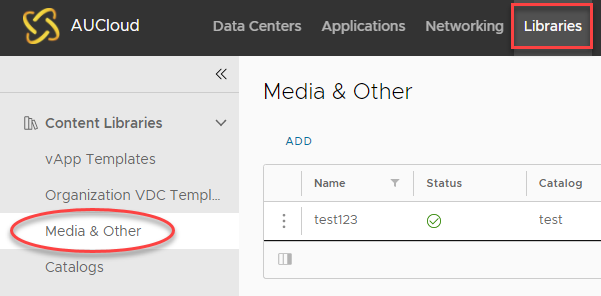 AUCloud
Data Centers
Applications
Networking
Libraries
Content Libraries
vApp Templates
Organization VDC Templ...
Media & Other
Catalogs
Media & Other
ADD
Name
Status
Catalog
test123
test